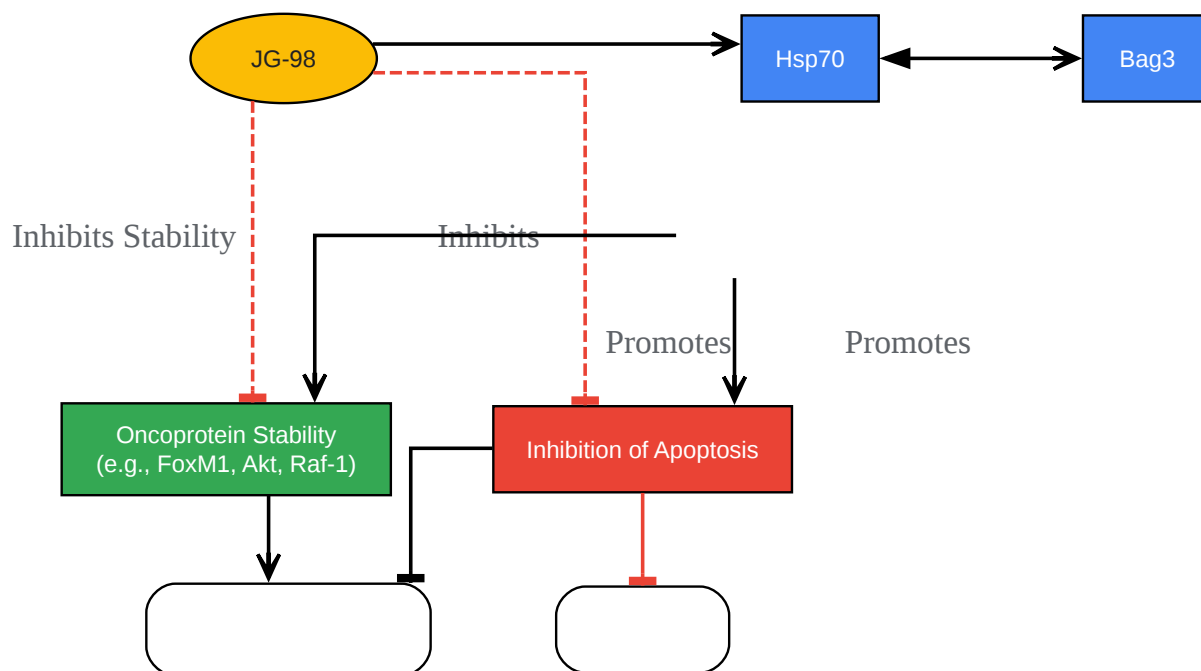 JG-98
Hsp70
Bag3
Inhibits Stability
Inhibits
Promotes
Promotes
Oncoprotein Stability
(e.g., FoxM1, Akt, Raf-1)
Inhibition of Apoptosis